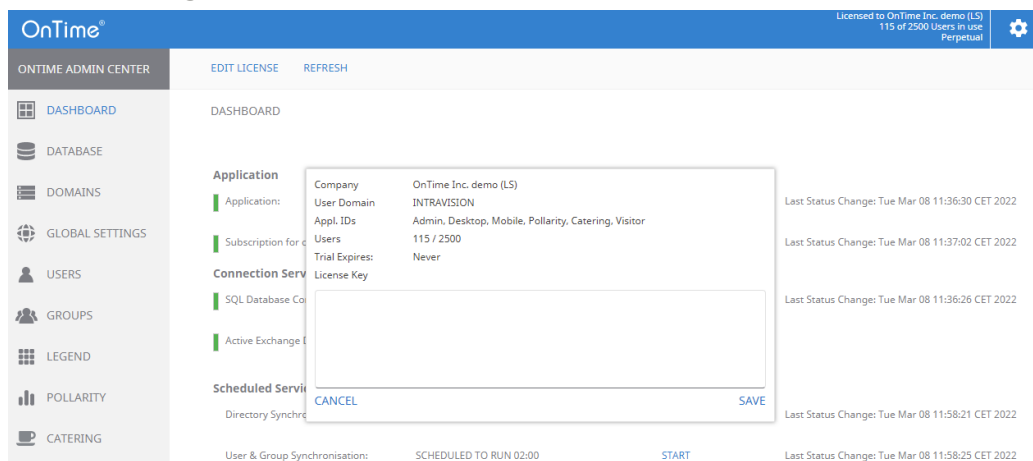 OnTime®
Licensed to OnTime Inc. demo (LS)
115 of 2500 Users in use
Perpetual
ONTIME ADMIN CENTER
EDIT LICENSE REFRESH
DASHBOARD
DATABASE
DOMAINS
GLOBAL SETTINGS
USERS
GROUPS
LEGEND
POLLARITY
CATERING
DASHBOARD
Application
Application:
Last Status Change: Tue Mar 08 11:36:30 CET 2022
Subscription for
Last Status Change: Tue Mar 08 11:37:02 CET 2022
Connection Serv
SQL Database Co
Last Status Change: Tue Mar 08 11:36:26 CET 2022
Active Exchange
Scheduled Servi
Directory Synchr
Last Status Change: Tue Mar 08 11:58:21 CET 2022
User & Group Synchronisation: SCHEDULED TO RUN 02:00 START Last Status Change: Tue Mar 08 11:58:25 CET 2022
Company OnTime Inc. demo (LS)
User Domain INTRAVISION
Appl. IDs Admin, Desktop, Mobile, Pollarity, Catering, Visitor
Users 115 / 2500
Trial Expires: Never
License Key
CANCEL SAVE